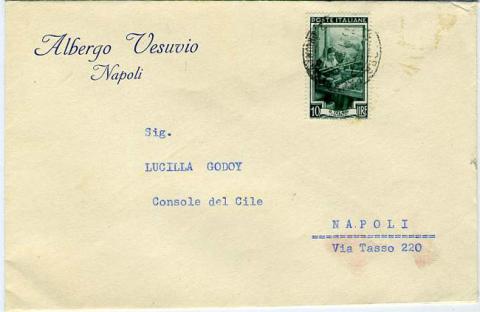 Albergo Vesuvio
Napoli
POSTE ITALIANE
10 LIRE
Sig.
LUCILLA GODOY
Console del Cile
NAPOLI
Via Tasso 220